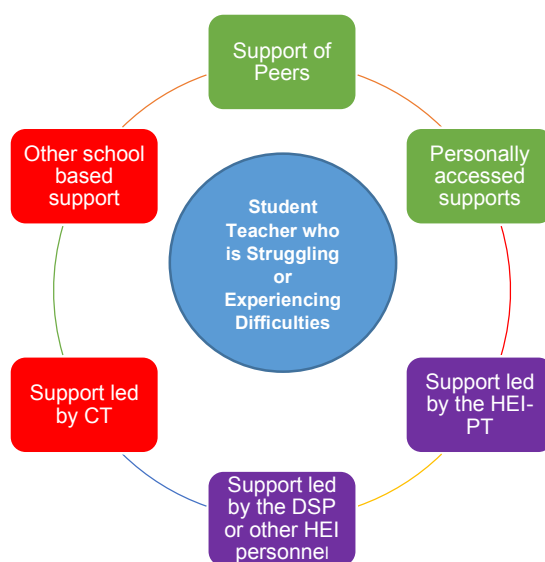 Support of
Peers
Other school
based
support
Personally
accessed
supports
Student
Teacher who
is Struggling
or
Experiencing
Difficulties
Support led
by CT
Support led
by the HEI-
PT
Support led
by the DSP
or other HEI
personnel